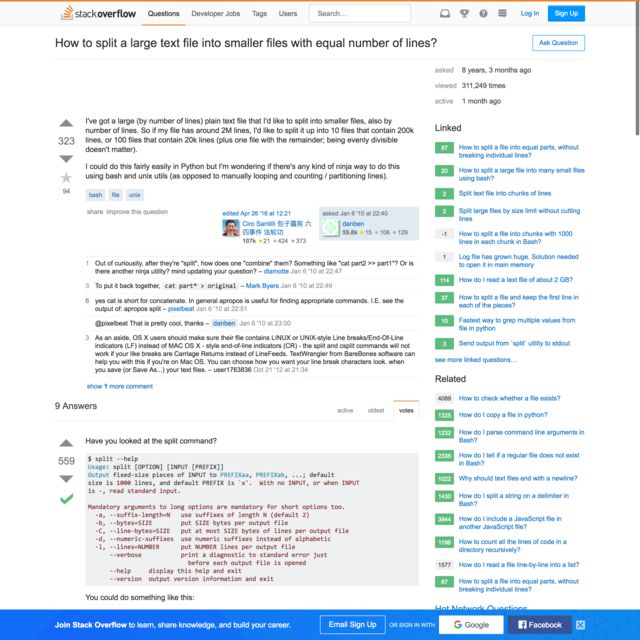 stackoverflow Questions Developer Jobs Tags Users Search... Log In Sign Up
How to split a large text file into smaller files with equal number of lines? Ask Question
asked 8 years, 3 months ago
viewed 311,249 times
active 1 month ago
323
94
I've got a large (by number of lines) plain text file that I'd like to split into smaller files, also by
number of lines. So if my file has around 2M lines, I'd like to split it up into 10 files that contain 200k
lines, or 100 files that contain 20k lines (plus one file with the remainder; being evenly divisible
doesn't matter).
I could do this fairly easily in Python but I'm wondering if there's any kind of ninja way to do this
using bash and unix utils (as opposed to manually looping and counting / partitioning lines).
bash file unix
share improve this question
edited Apr 26 '16 at 12:21
Ciro Santilli 包子露宪 六
四事件 法轮功
107k 21 424 373
asked Jan 6 '10 at 22:40
danben
55.8k 15 106 129
1 Out of curiosity, after they're "split", how does one "combine" them? Something like "cat part2 >> part1"? Or is
there another ninja utility? mind updating your question? – dlamotte Jan 6 '10 at 22:47
3 To put it back together, cat part* > original – Mark Byers Jan 6 '10 at 22:49
6 yes cat is short for concatenate. In general apropos is useful for finding appropriate commands. I.E. see the
output of: apropos split – pixelbeat Jan 6 '10 at 22:51
@pixelbeat That is pretty cool, thanks – danben Jan 6 '10 at 23:00
3 As an aside, OS X users should make sure their file contains LINUX or UNIX-style Line breaks/End-Of-Line
indicators (LF) instead of MAC OS X - style end-of-line indicators (CR) - the split and csplit commands will not
work if your like breaks are Carriage Returns instead of LineFeeds. TextWrangler from BareBones software can
help you with this if you're on Mac OS. You can choose how you want your line break characters look. when
you save (or Save As...) your text files. – user1763836 Oct 21 '12 at 21:34
show 1 more comment
9 Answers active oldest votes
559
Have you looked at the split command?
$ split --help
Usage: split [OPTION] [INPUT [PREFIX]]
Output fixed-size pieces of INPUT to PREFIXaa, PREFIXab, ...; default
size is 1000 lines, and default PREFIX is `x'. With no INPUT, or when INPUT
is -, read standard input.
Mandatory arguments to long options are mandatory for short options too.
-a, --suffix-length=N use suffixes of length N (default 2)
-b, --bytes=SIZE put SIZE bytes per output file
-C, --line-bytes=SIZE put at most SIZE bytes of lines per output file
-d, --numeric-suffixes use numeric suffixes instead of alphabetic
-l, --lines=NUMBER put NUMBER lines per output file
--verbose print a diagnostic to standard error just
before each output file is opened
--help display this help and exit
--version output version information and exit
You could do something like this:
Linked
87 How to split a file into equal parts, without
breaking individual lines?
20 How to split a large file into many small files
using bash?
2 Split text file into chunks of lines
2 Split large files by size limit without cutting
lines
-1 How to split a file into chunks with 1000
lines in each chunk in Bash?
1 Log file has grown huge. Solution needed
to open it in main memory
114 How do I read a text file of about 2 GB?
37 How to split a file and keep the first line in
each of the pieces?
10 Fastest way to grep multiple values from
file in python
3 Send output from `split` utility to stdout
see more linked questions…
Related
4089 How to check whether a file exists?
1325 How do I copy a file in python?
1232 How do I parse command line arguments in
Bash?
2336 How do I tell if a regular file does not exist
in Bash?
1022 Why should text files end with a newline?
1430 How do I split a string on a delimiter in
Bash?
3944 How do I include a JavaScript file in
another JavaScript file?
1196 How to count all the lines of code in a
directory recursively?
1577 How do I read a file line-by-line into a list?
87 How to split a file into equal parts, without
breaking individual lines?
Hot Network Questions
Join Stack Overflow to learn, share knowledge, and build your career. Email Sign Up OR SIGN IN WITH Google Facebook